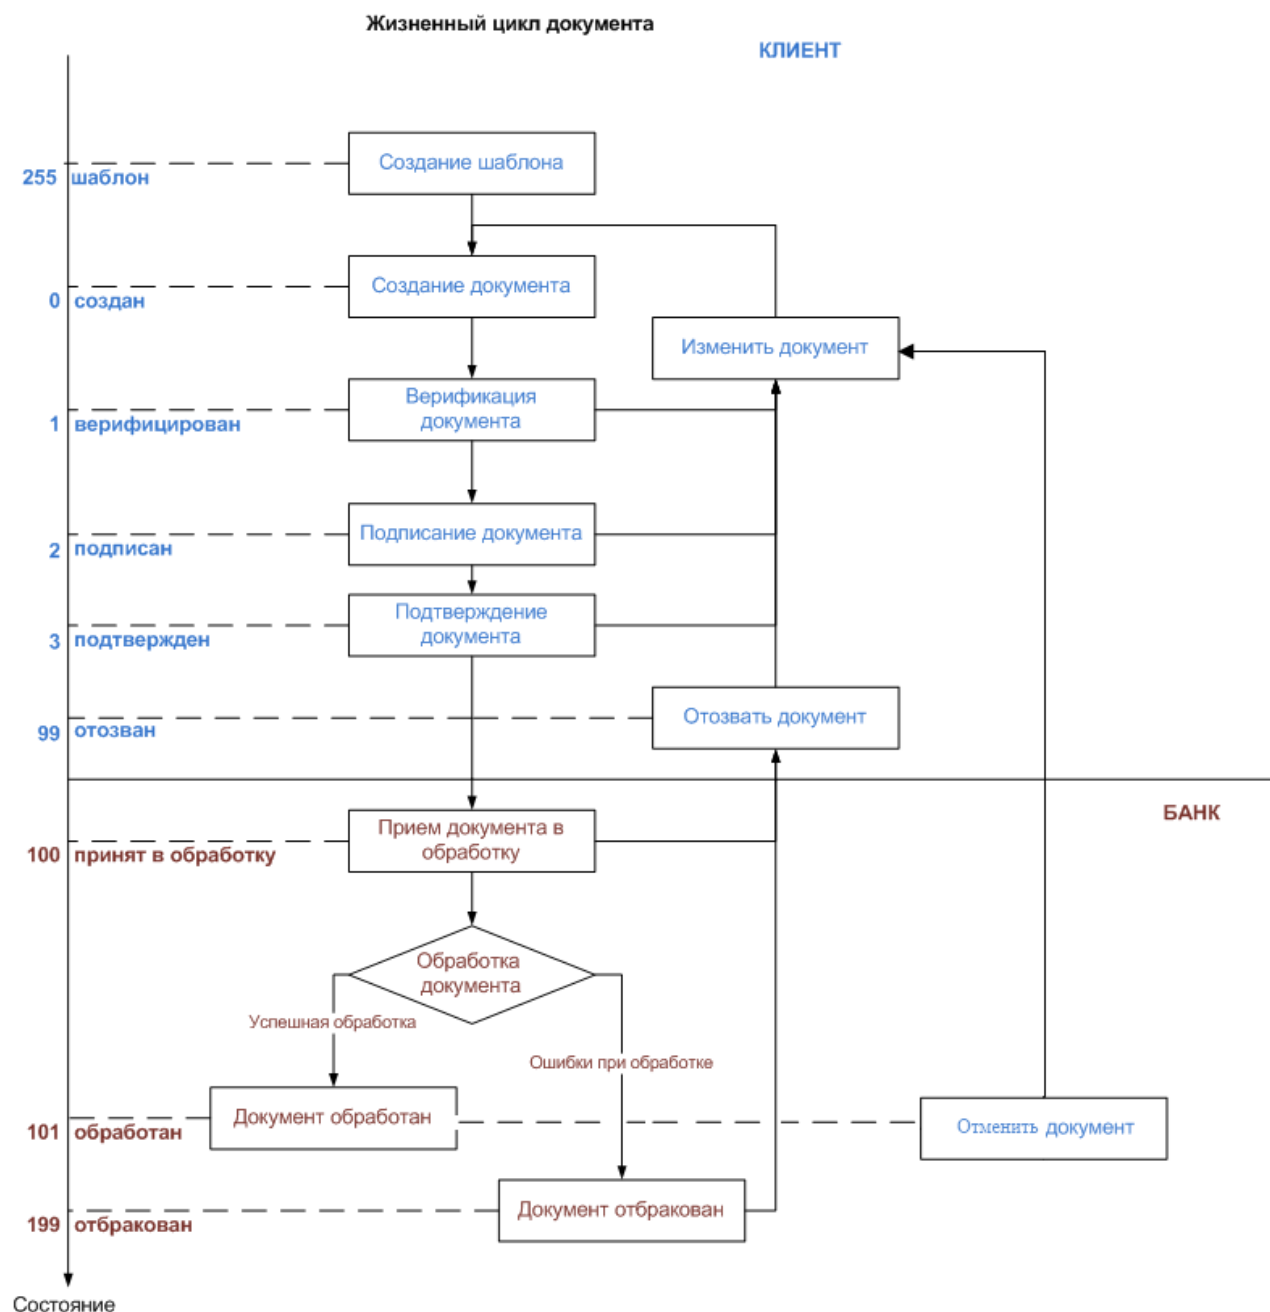 Жизненный цикл документа
КЛИЕНТ
Создание шаблона
255 шаблон
Создание документа
0 создан
Изменить документ
Верификация
документа
1 верифицирован
Подписание документа
2 подписан
Подтверждение
документа
3 подтвержден
Отозвать документ
99 отозван
БАНК
Прием документа в
обработку
100 принят в обработку
Обработка
документа
Успешная обработка
Ошибки при обработке
Документ обработан
Отменить документ
101 обработан
Документ отбракован
199 отбракован
Состояние